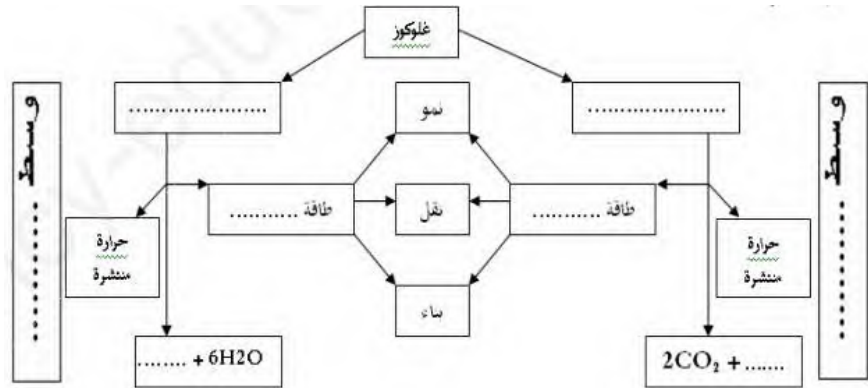 غلوكوز
.....................
.....................
نمو
وسط ..........
وسط ..........
طاقة ..........
نقل
طاقة ..........
حرارة
منتشرة
حرارة
منتشرة
بناء
2CO₂ + .......
........ + 6H2O